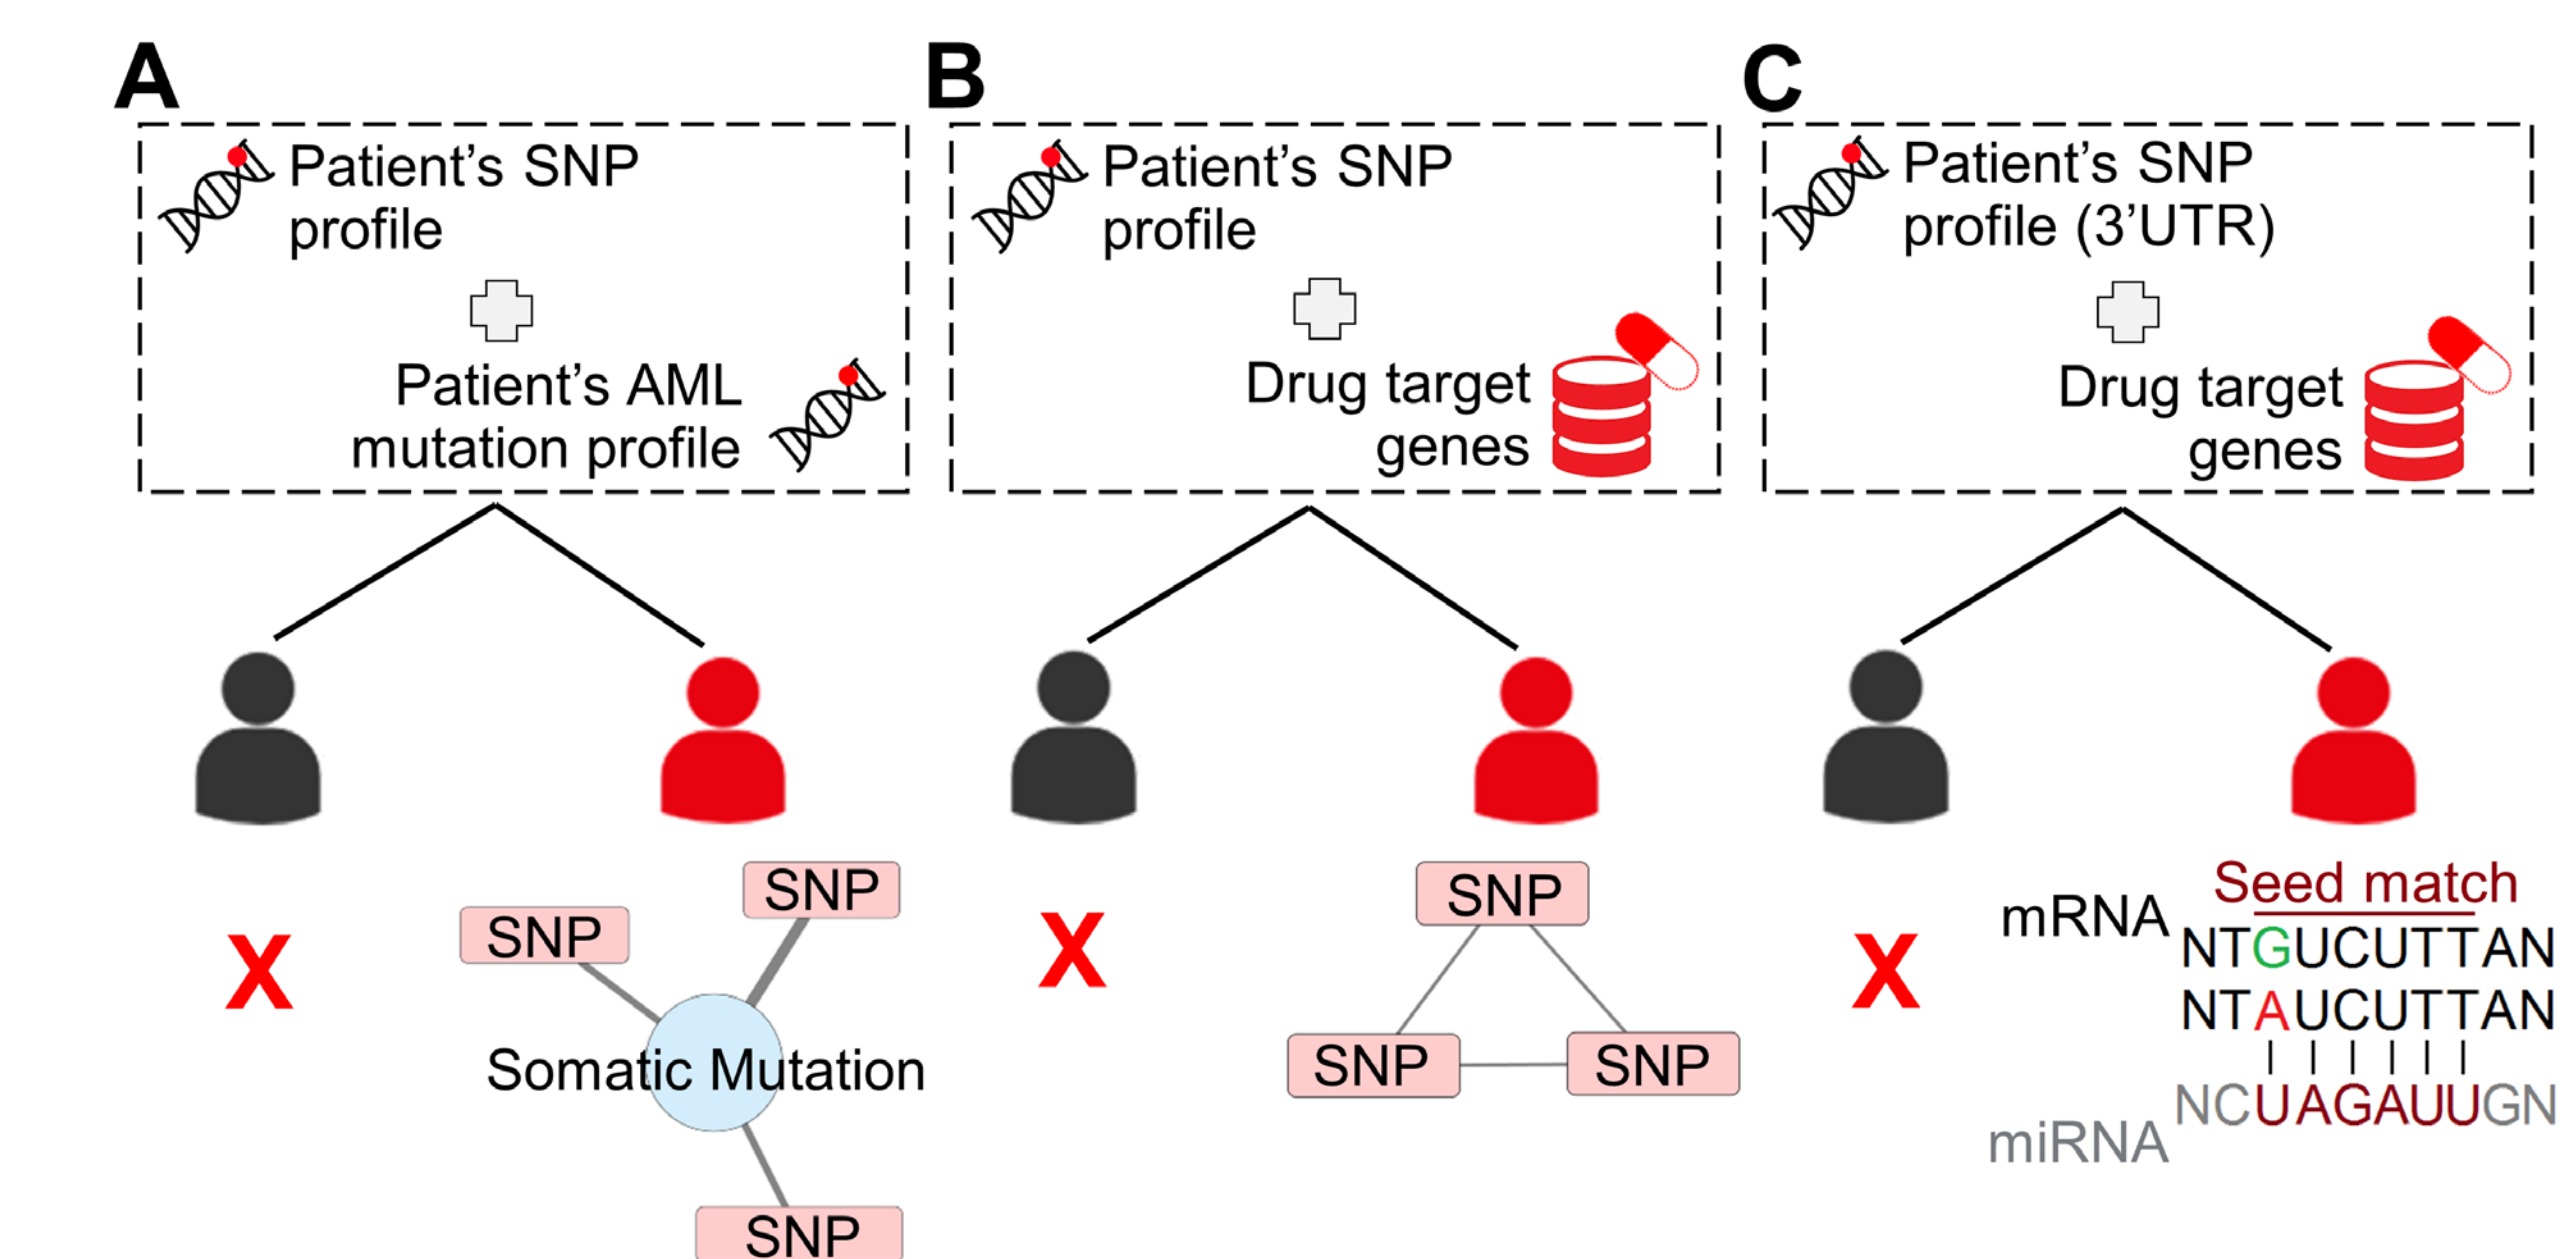 A
Patient's SNP
profile
Patient's AML
mutation profile
X
SNP
SNP
Somatic Mutation
SNP
B
Patient's SNP
profile
Drug target
genes
X
SNP
SNP
SNP
C
Patient's SNP
profile (3'UTR)
Drug target
genes
X
Seed match
mRNA
NTGUCUTTAN
NTAUCUTTAN
NCUAGAUUGN
miRNA